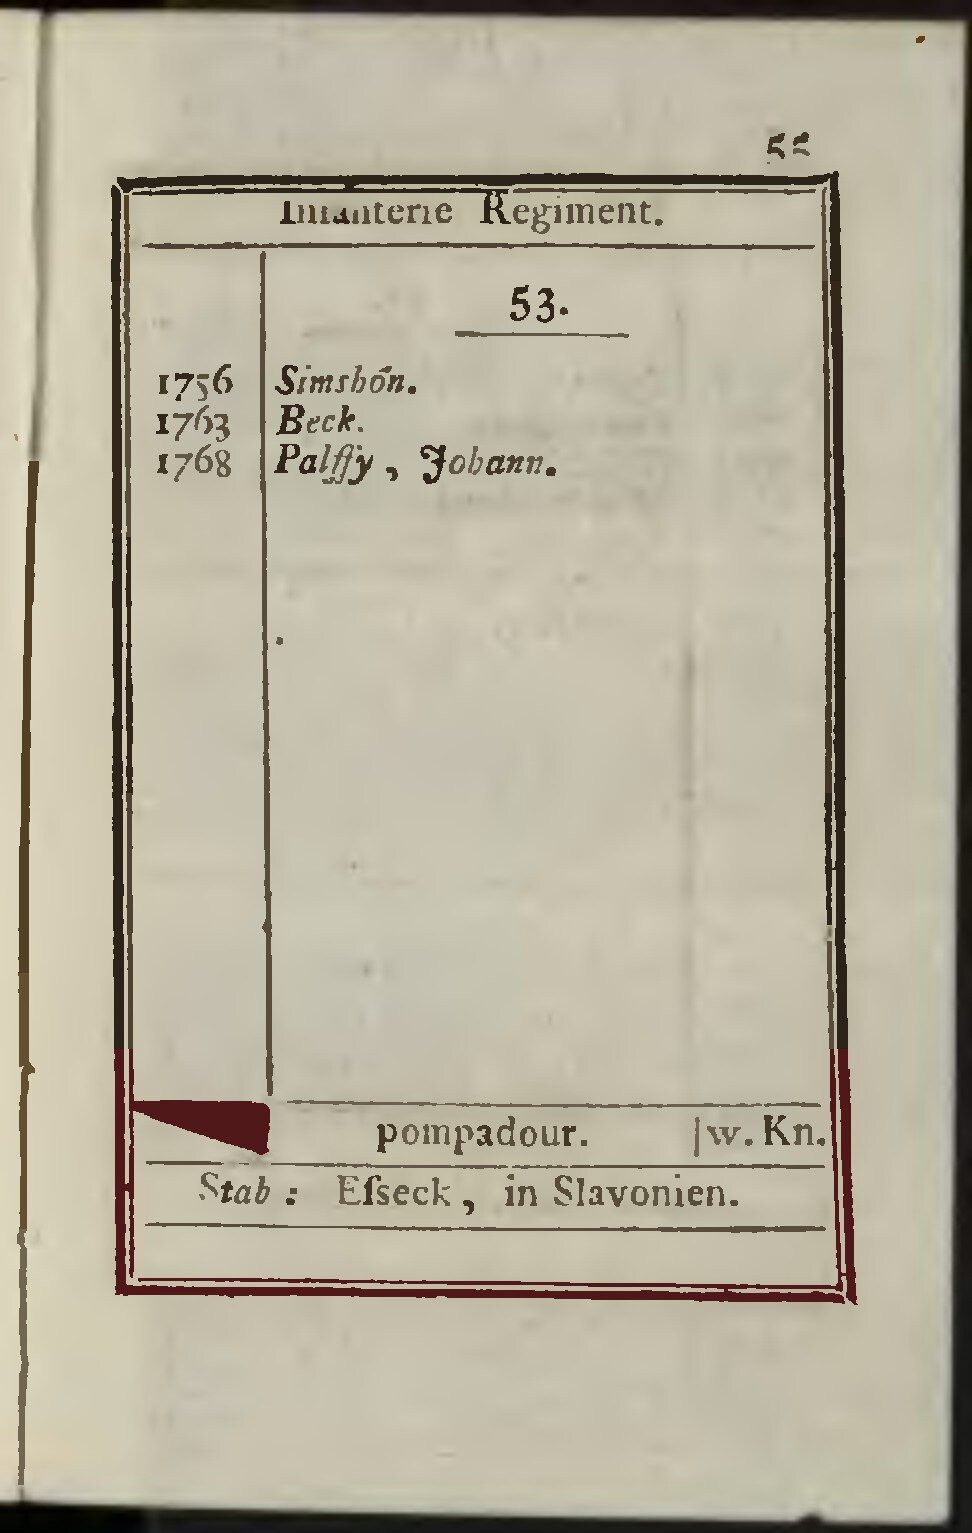 55
Infanterie Regiment.
53.
1756 Simshön.
1763 Beck.
1768 Palffy, Johann.
pompadour. | w. Kn.
Stab: Eſseck, in Slavonien.